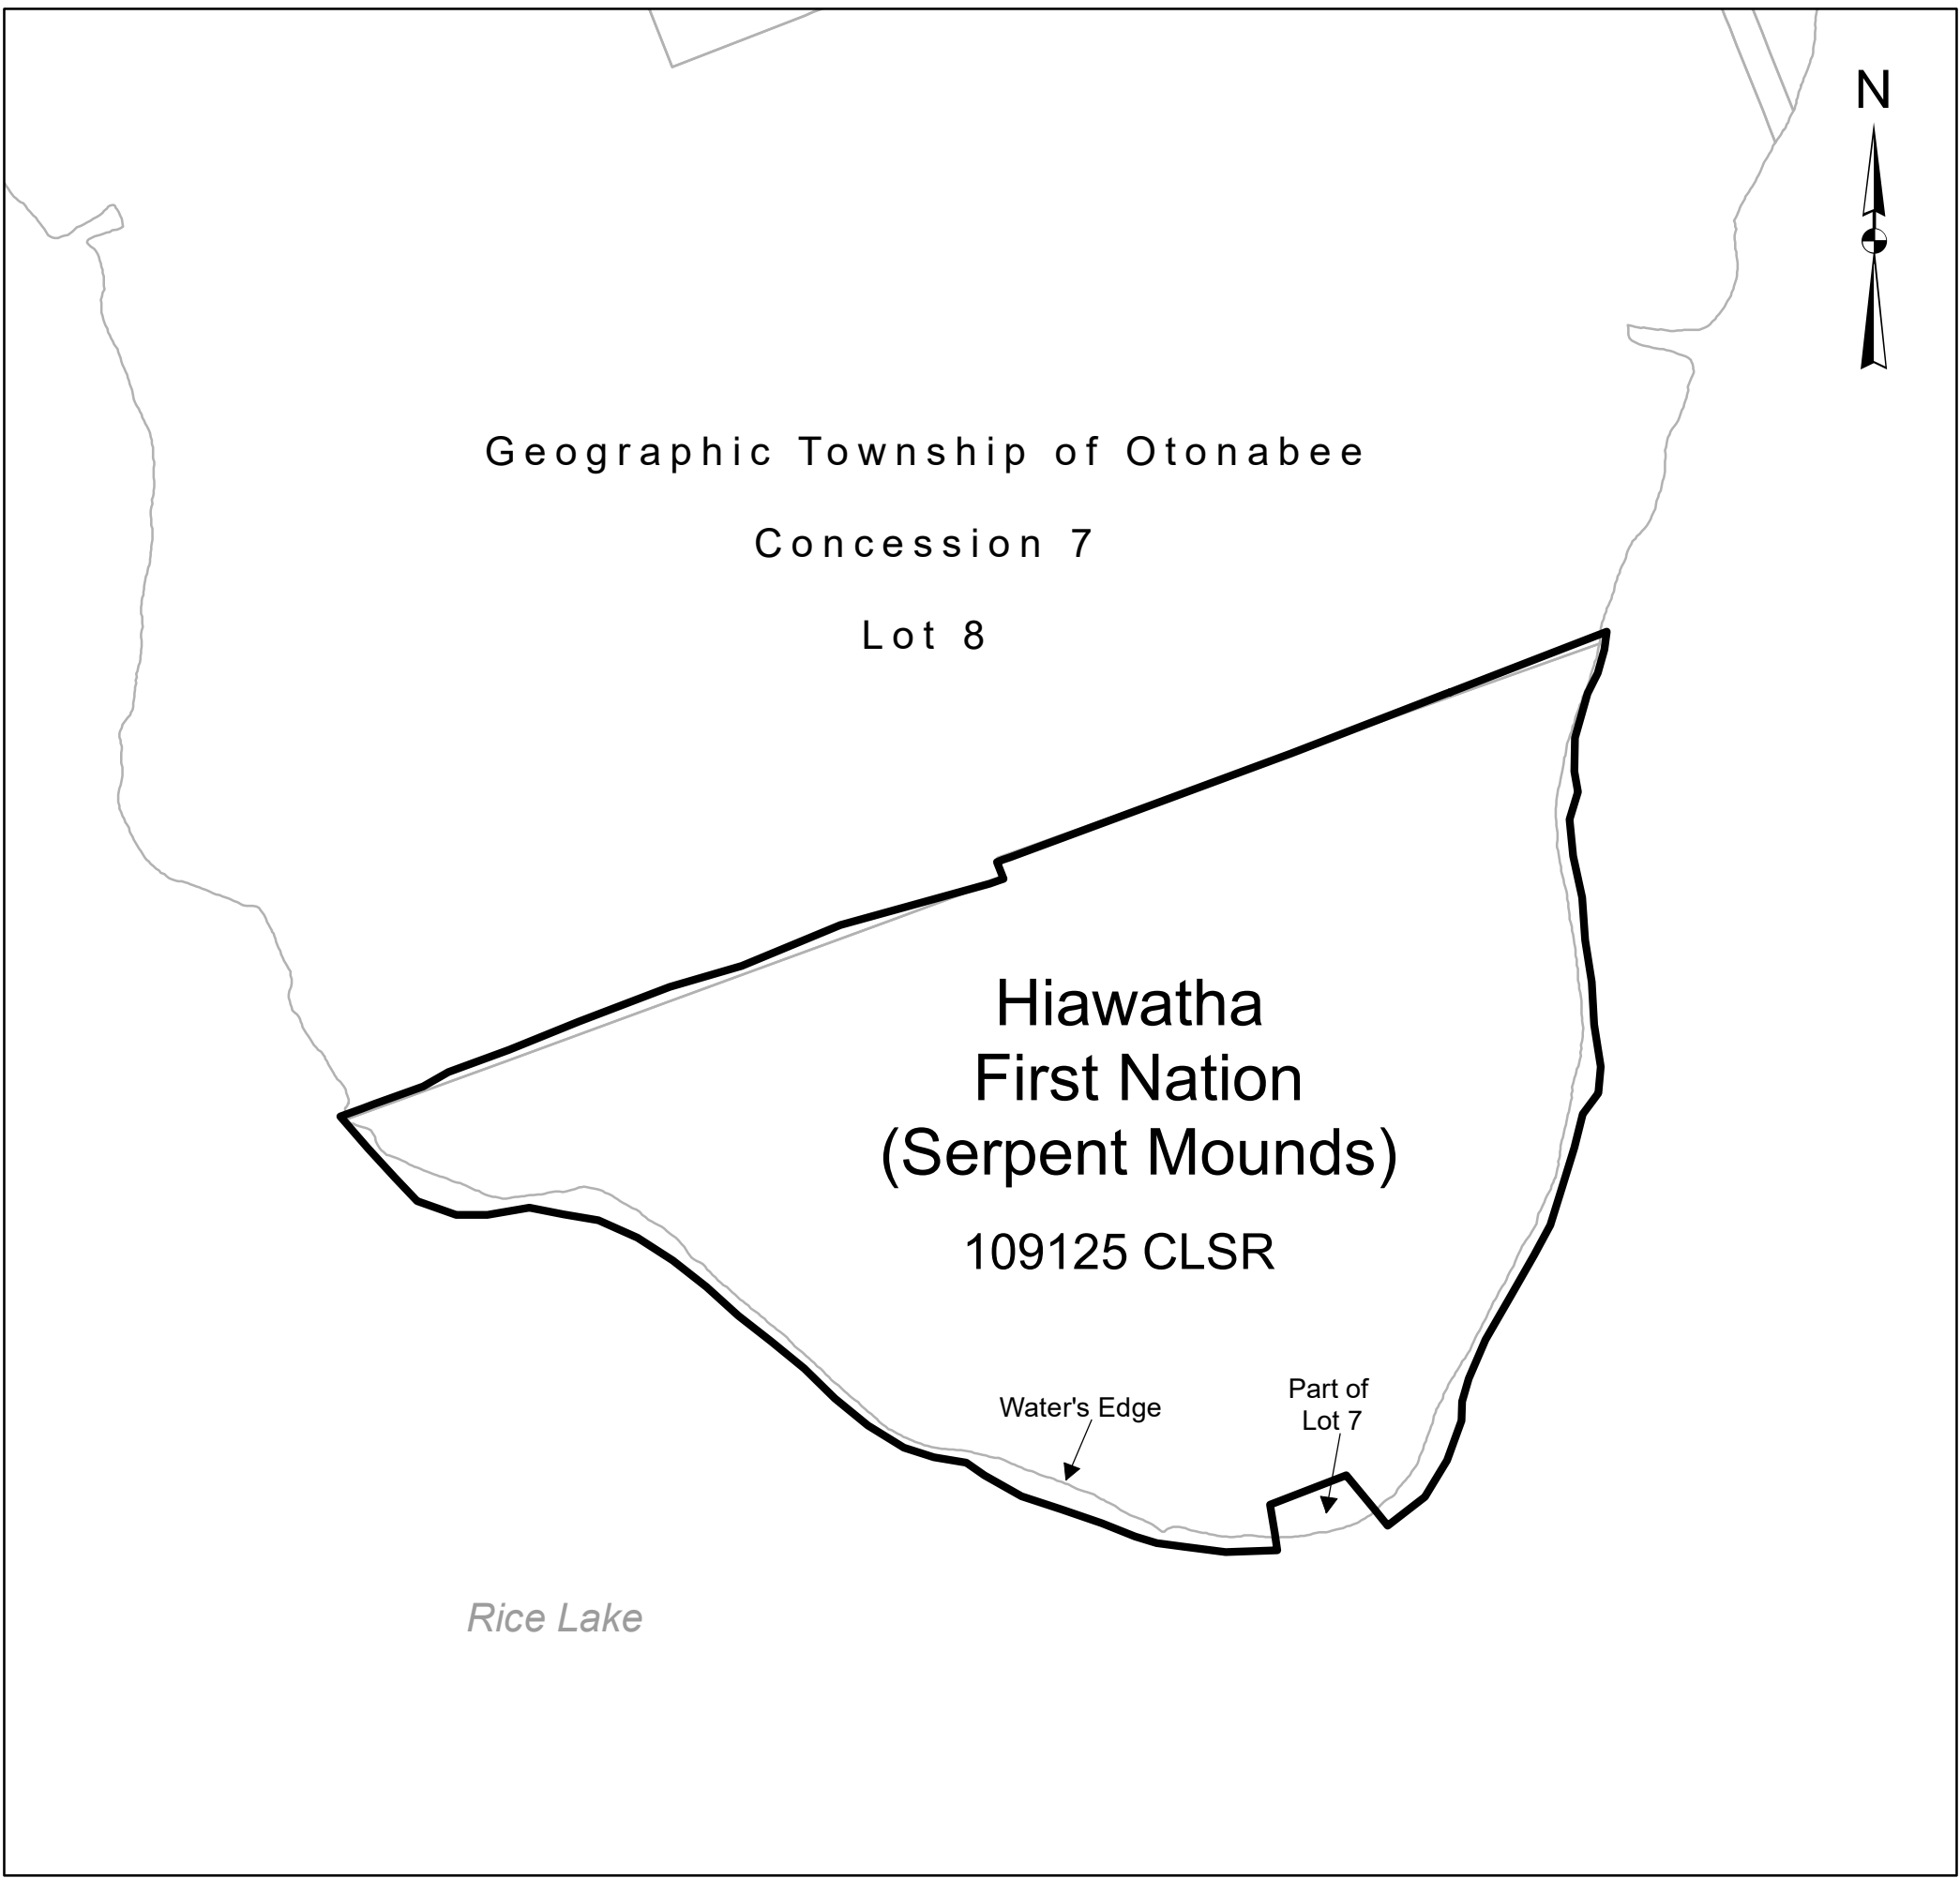 N
Geographic Township of Otonabee
Concession 7
Lot 8
Hiawatha
First Nation
(Serpent Mounds)
109125 CLSR
Water's Edge
Part of
Lot 7
Rice Lake